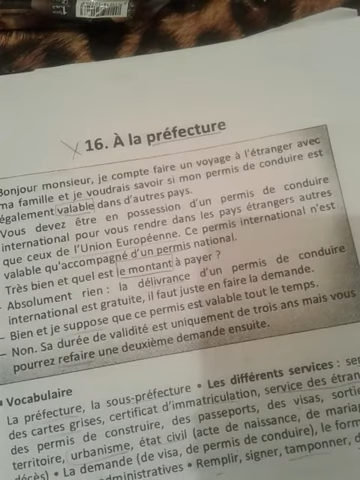 16. À la préfecture
Bonjour monsieur, je compte faire un voyage à l'étranger avec
ma famille et je voudrais savoir si mon permis de conduire est
également valable dans d'autres pays.
Vous devez être en possession d'un permis de conduire
international pour vous rendre dans les pays étrangers autres
que ceux de l'Union Européenne. Ce permis international n'est
valable qu'accompagné d'un permis national.
Très bien et quel est le montant à payer ?
- Absolument rien : la délivrance d'un permis de conduire
international est gratuite, il faut juste en faire la demande.
– Bien et je suppose que ce permis est valable tout le temps.
– Non. Sa durée de validité est uniquement de trois ans mais vous
pourrez refaire une deuxième demande ensuite.
• Vocabulaire
La préfecture, la sous-préfecture • Les différents services :
des cartes grises, certificat d'immatriculation, service des
des permis de construire, des passeports, des visas,
territoire, urbanisme, état civil (acte de naissance, de
décès) • La demande (de visa, de permis de conduire), le
administratives • Remplir, signer, tamponner,